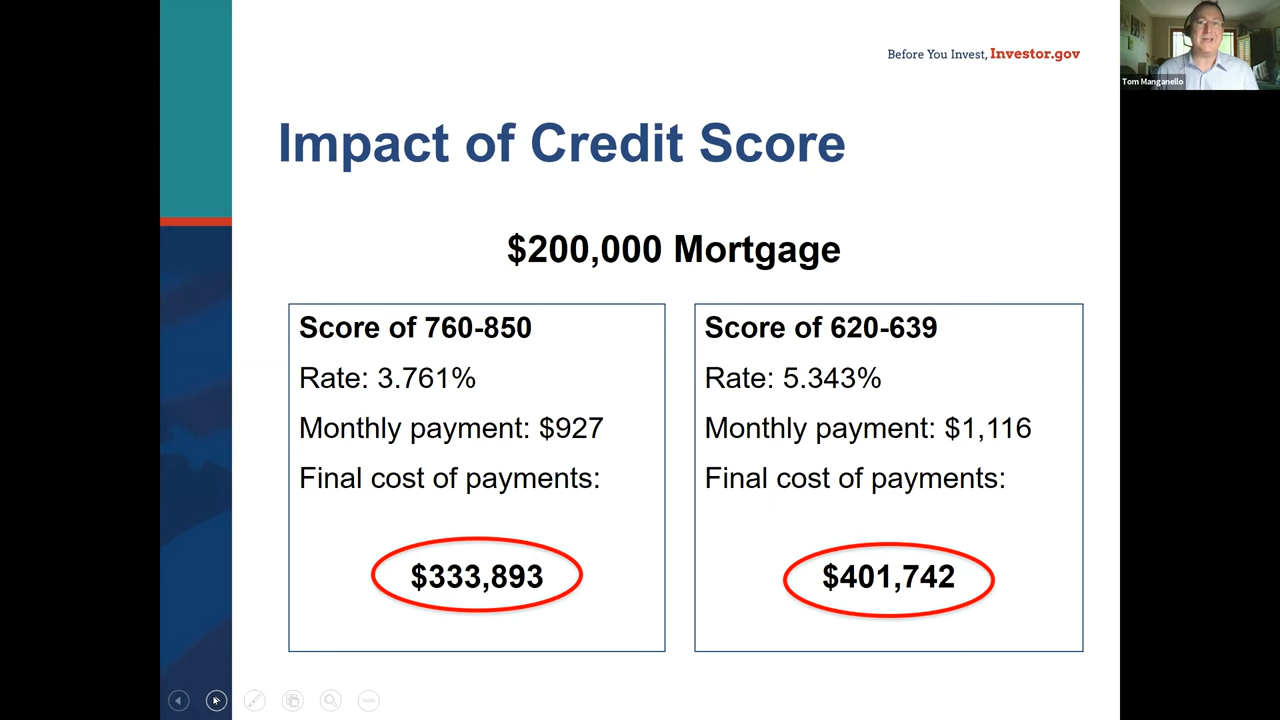 Before You Invest, Investor.gov
Tom Manganello
Impact of Credit Score
$200,000 Mortgage
Score of 760-850
Rate: 3.761%
Monthly payment: $927
Final cost of payments:
$333,893
Score of 620-639
Rate: 5.343%
Monthly payment: $1,116
Final cost of payments:
$401,742